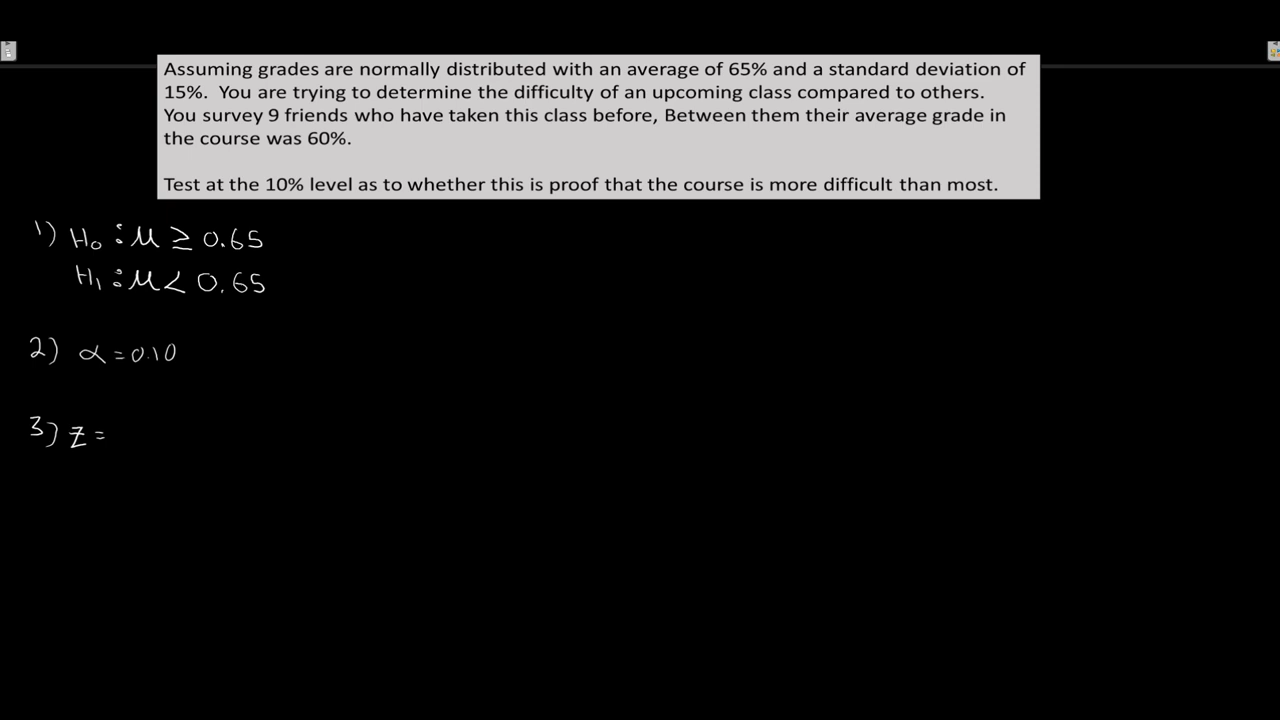 Assuming grades are normally distributed with an average of 65% and a standard deviation of
15%. You are trying to determine the difficulty of an upcoming class compared to others.
You survey 9 friends who have taken this class before, Between them their average grade in
the course was 60%.
Test at the 10% level as to whether this is proof that the course is more difficult than most.
1) H₀ : μ ≥ 0.65
H₁ : μ < 0.65
2) α = 0.10
3) Z =